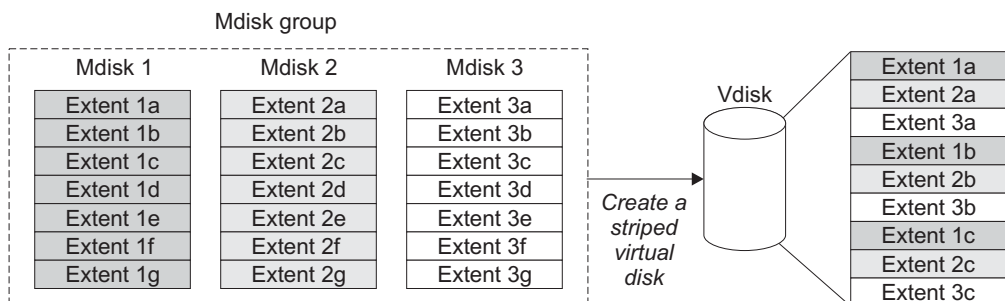 Mdisk group
Mdisk 1
Extent 1a
Extent 1b
Extent 1c
Extent 1d
Extent 1e
Extent 1f
Extent 1g
Mdisk 2
Extent 2a
Extent 2b
Extent 2c
Extent 2d
Extent 2e
Extent 2f
Extent 2g
Mdisk 3
Extent 3a
Extent 3b
Extent 3c
Extent 3d
Extent 3e
Extent 3f
Extent 3g
Create a
striped
virtual
disk
Vdisk
Extent 1a
Extent 2a
Extent 3a
Extent 1b
Extent 2b
Extent 3b
Extent 1c
Extent 2c
Extent 3c